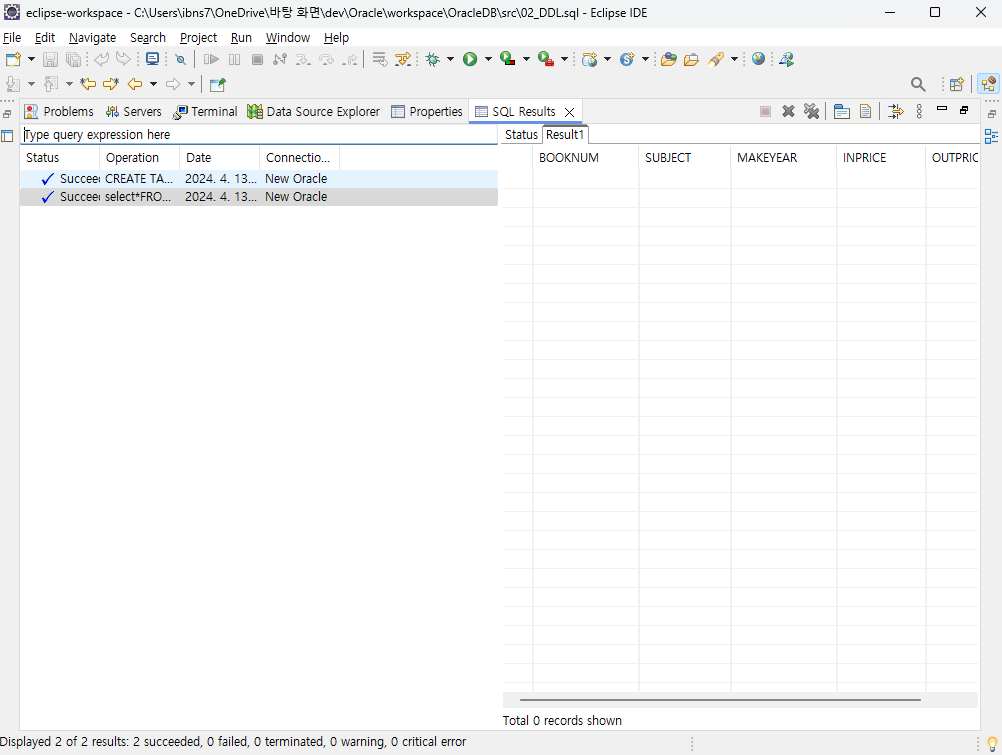 eclipse-workspace - C:\Users\ibns7\OneDrive\바탕 화면\dev\Oracle\workspace\OracleDB\src\02_DDL.sql - Eclipse IDE
File Edit Navigate Search Project Run Window Help
Problems Servers Terminal Data Source Explorer Properties SQL Results
Type query expression here
Status Result1
Status Operation Date Connectio...
BOOKNUM SUBJECT MAKEYEAR INPRICE OUTPRIC
Succee CREATE TA... 2024. 4. 13... New Oracle
Succee select*FRO... 2024. 4. 13... New Oracle
Total 0 records shown
Displayed 2 of 2 results: 2 succeeded, 0 failed, 0 terminated, 0 warning, 0 critical error